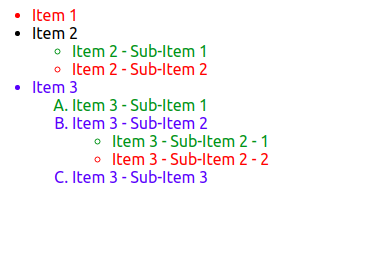 • Item 1
• Item 2
◦ Item 2 - Sub-Item 1
◦ Item 2 - Sub-Item 2
• Item 3
A. Item 3 - Sub-Item 1
B. Item 3 - Sub-Item 2
◦ Item 3 - Sub-Item 2 - 1
◦ Item 3 - Sub-Item 2 - 2
C. Item 3 - Sub-Item 3